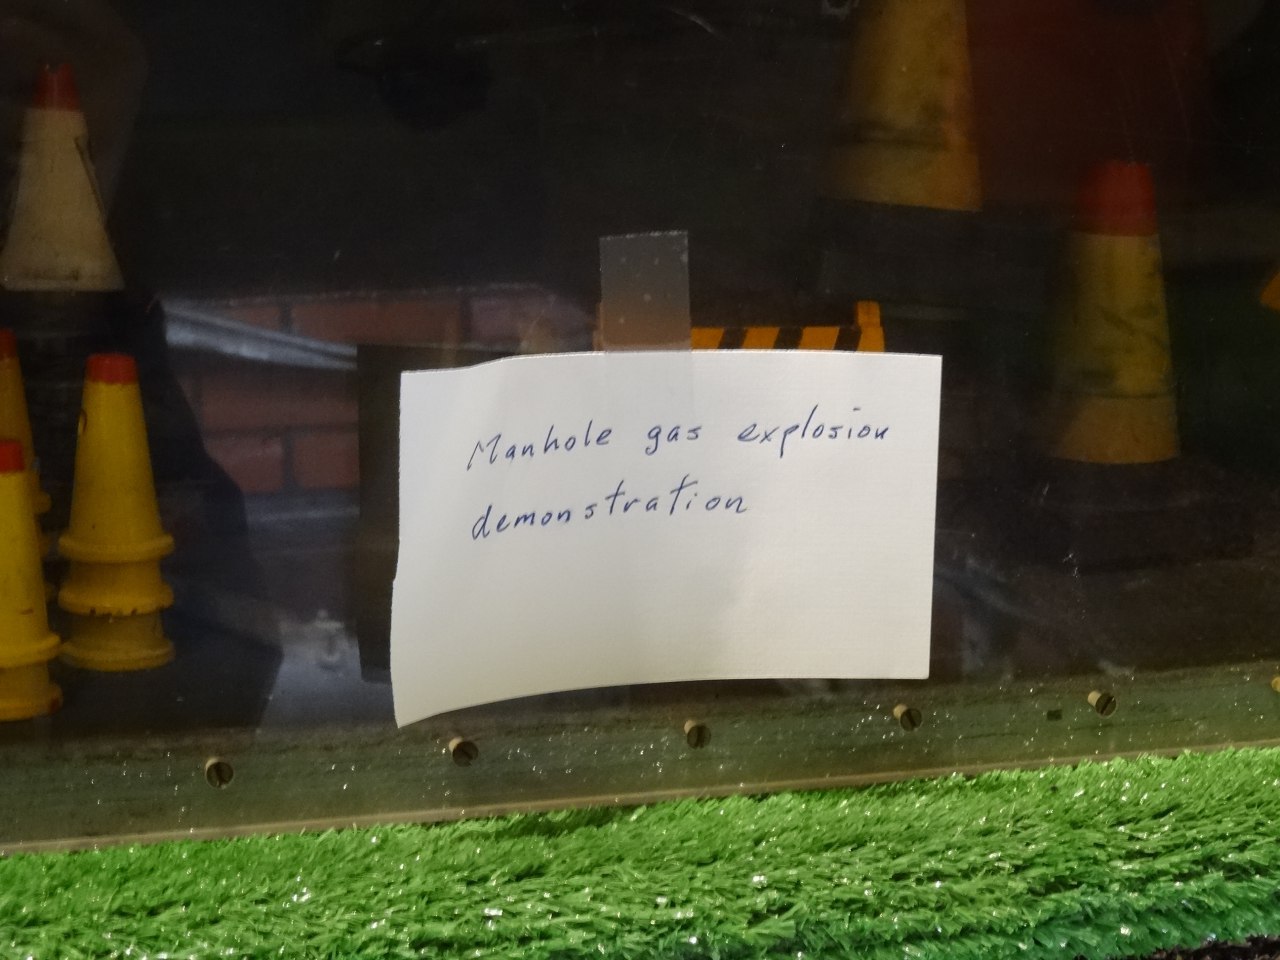 Manhole gas explosion
demonstration